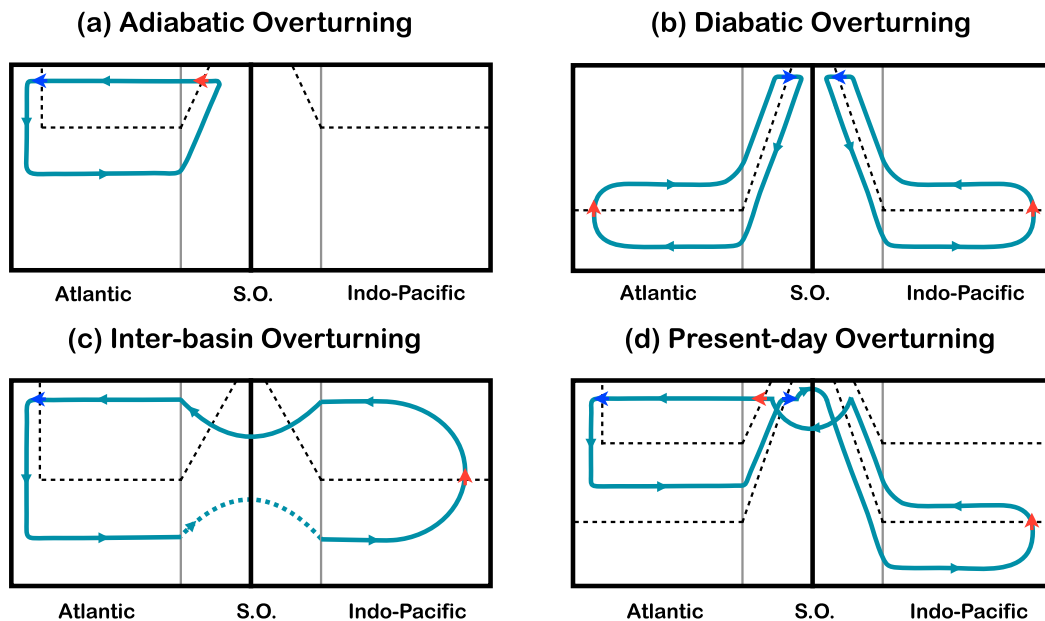 (a) Adiabatic Overturning
(b) Diabatic Overturning
Atlantic
S.O.
Indo-Pacific
Atlantic
S.O.
Indo-Pacific
(c) Inter-basin Overturning
(d) Present-day Overturning
Atlantic
S.O.
Indo-Pacific
Atlantic
S.O.
Indo-Pacific